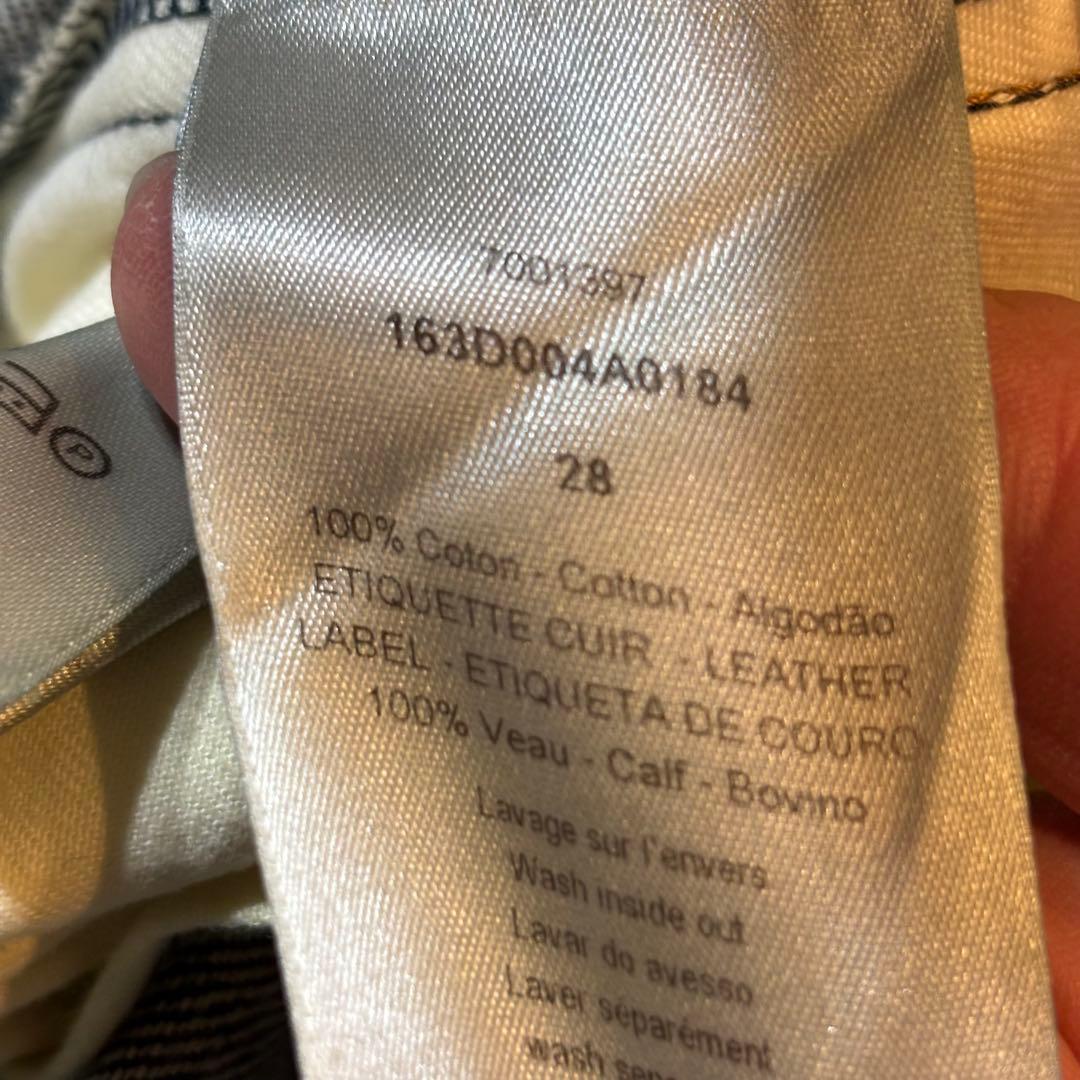 7001397
163D004A0184
28
100% Coton - Cotton - Algodão
ETIQUETTE CUIR - LEATHER
LABEL - ETIQUETA DE COURO
100% Veau - Calf - Bovino
Lavage sur l'envers
Wash inside out
Lavar do avesso
Laver séparément
wash
P